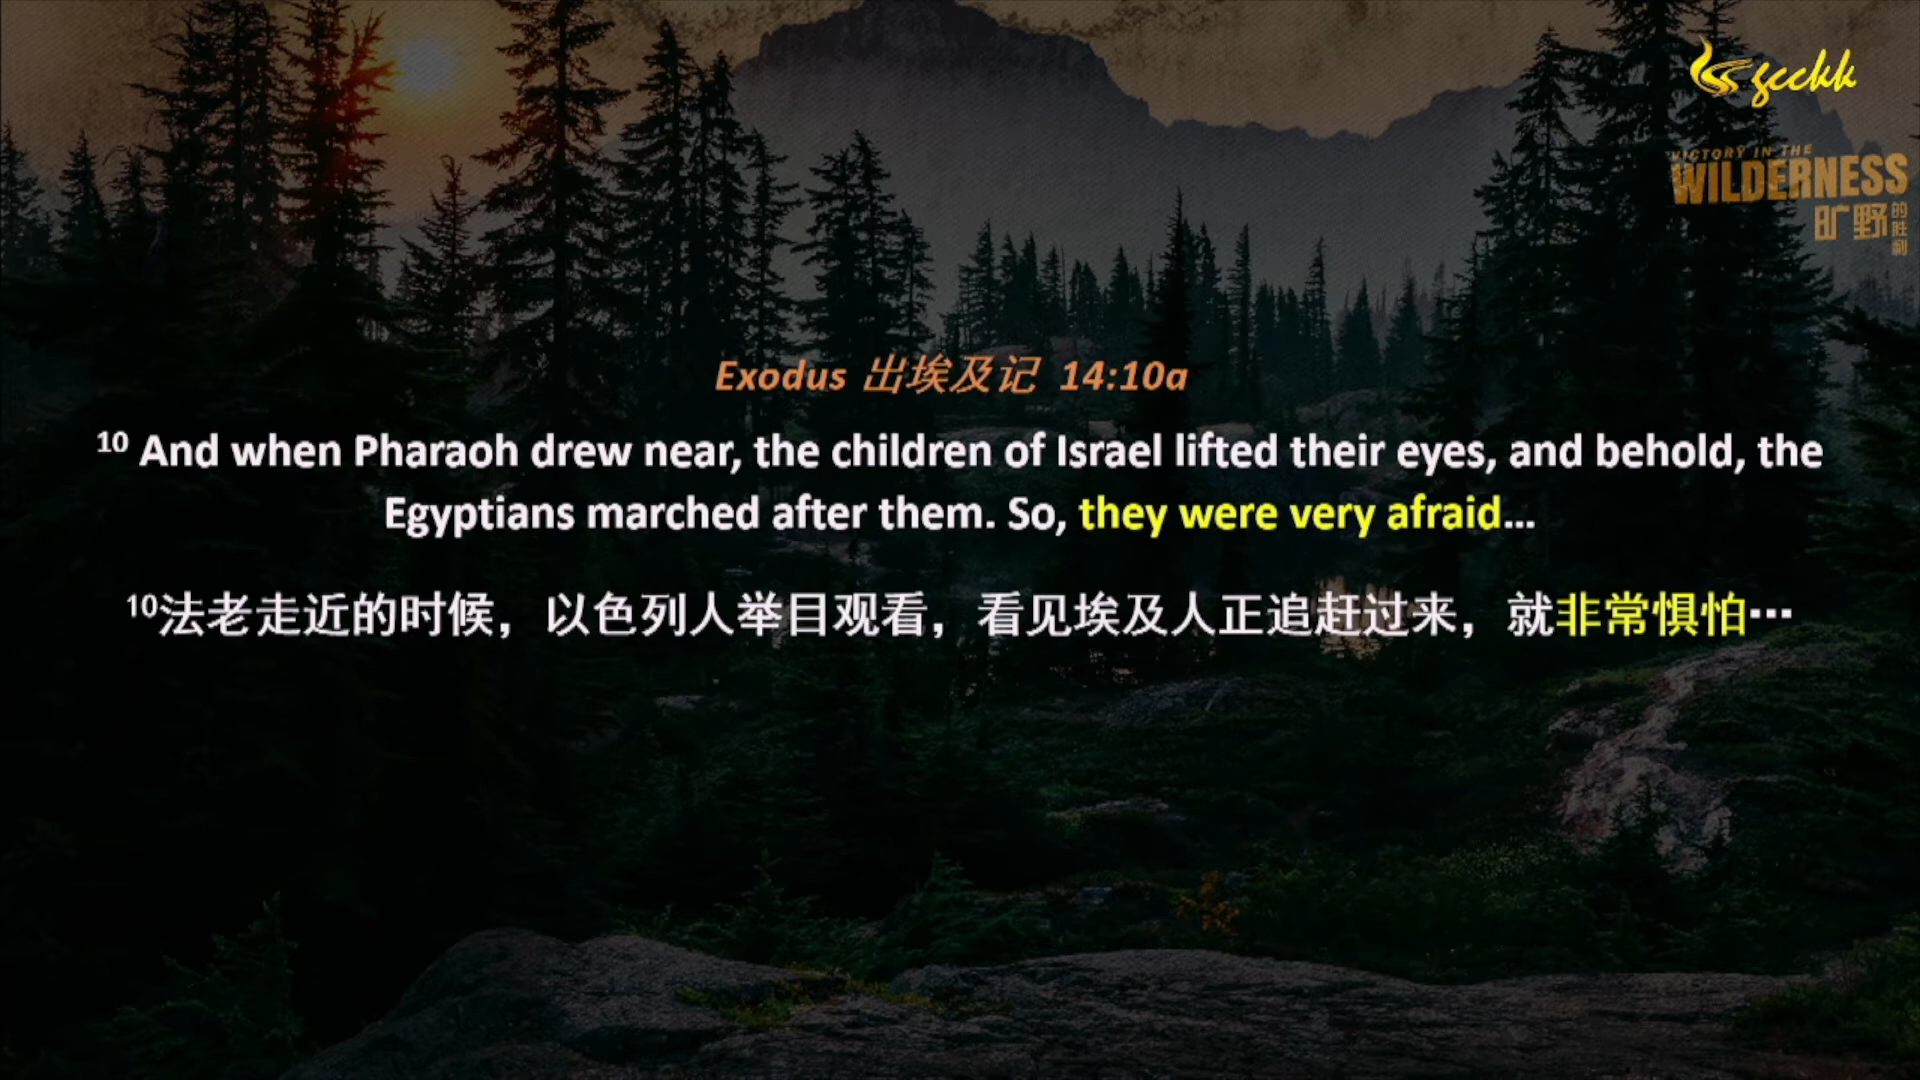 gcckk
VICTORY IN THE
WILDERNESS
旷野的胜利
Exodus 出埃及记 14:10a
10 And when Pharaoh drew near, the children of Israel lifted their eyes, and behold, the
Egyptians marched after them. So, they were very afraid...
10法老走近的时候，以色列人举目观看，看见埃及人正追赶过来，就非常惧怕…